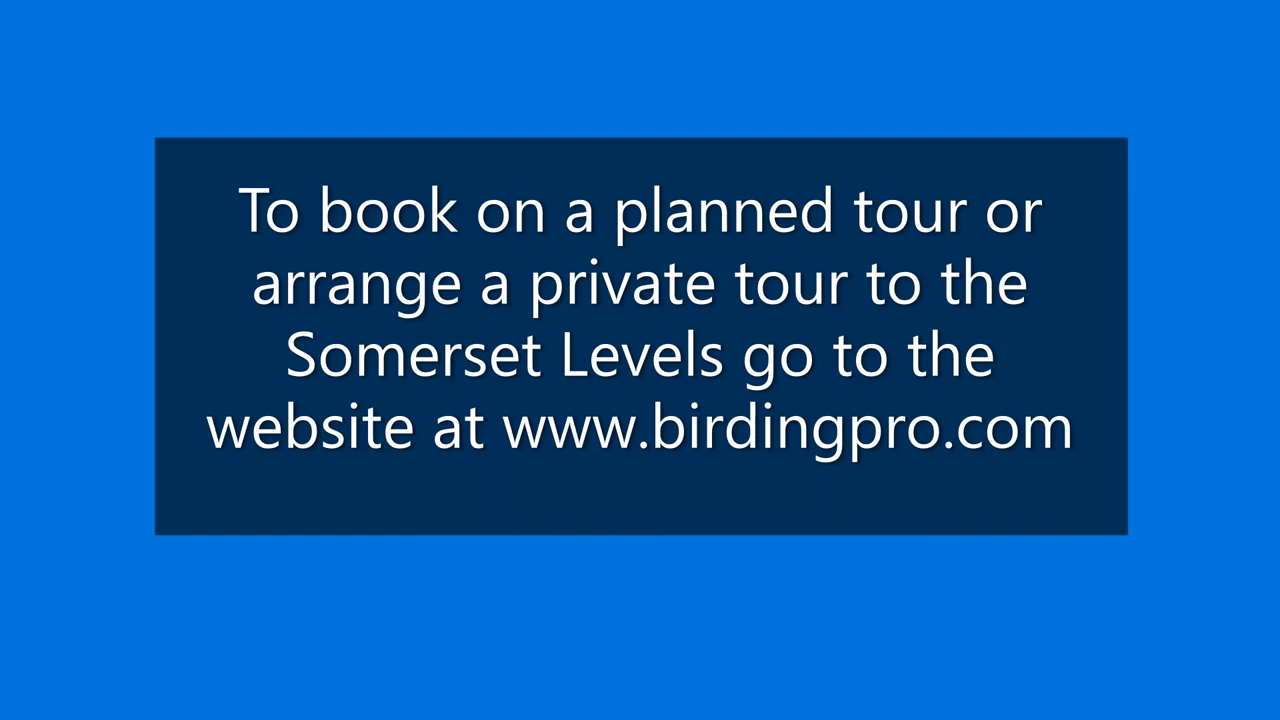 To book on a planned tour or
arrange a private tour to the
Somerset Levels go to the
website at www.birdingpro.com